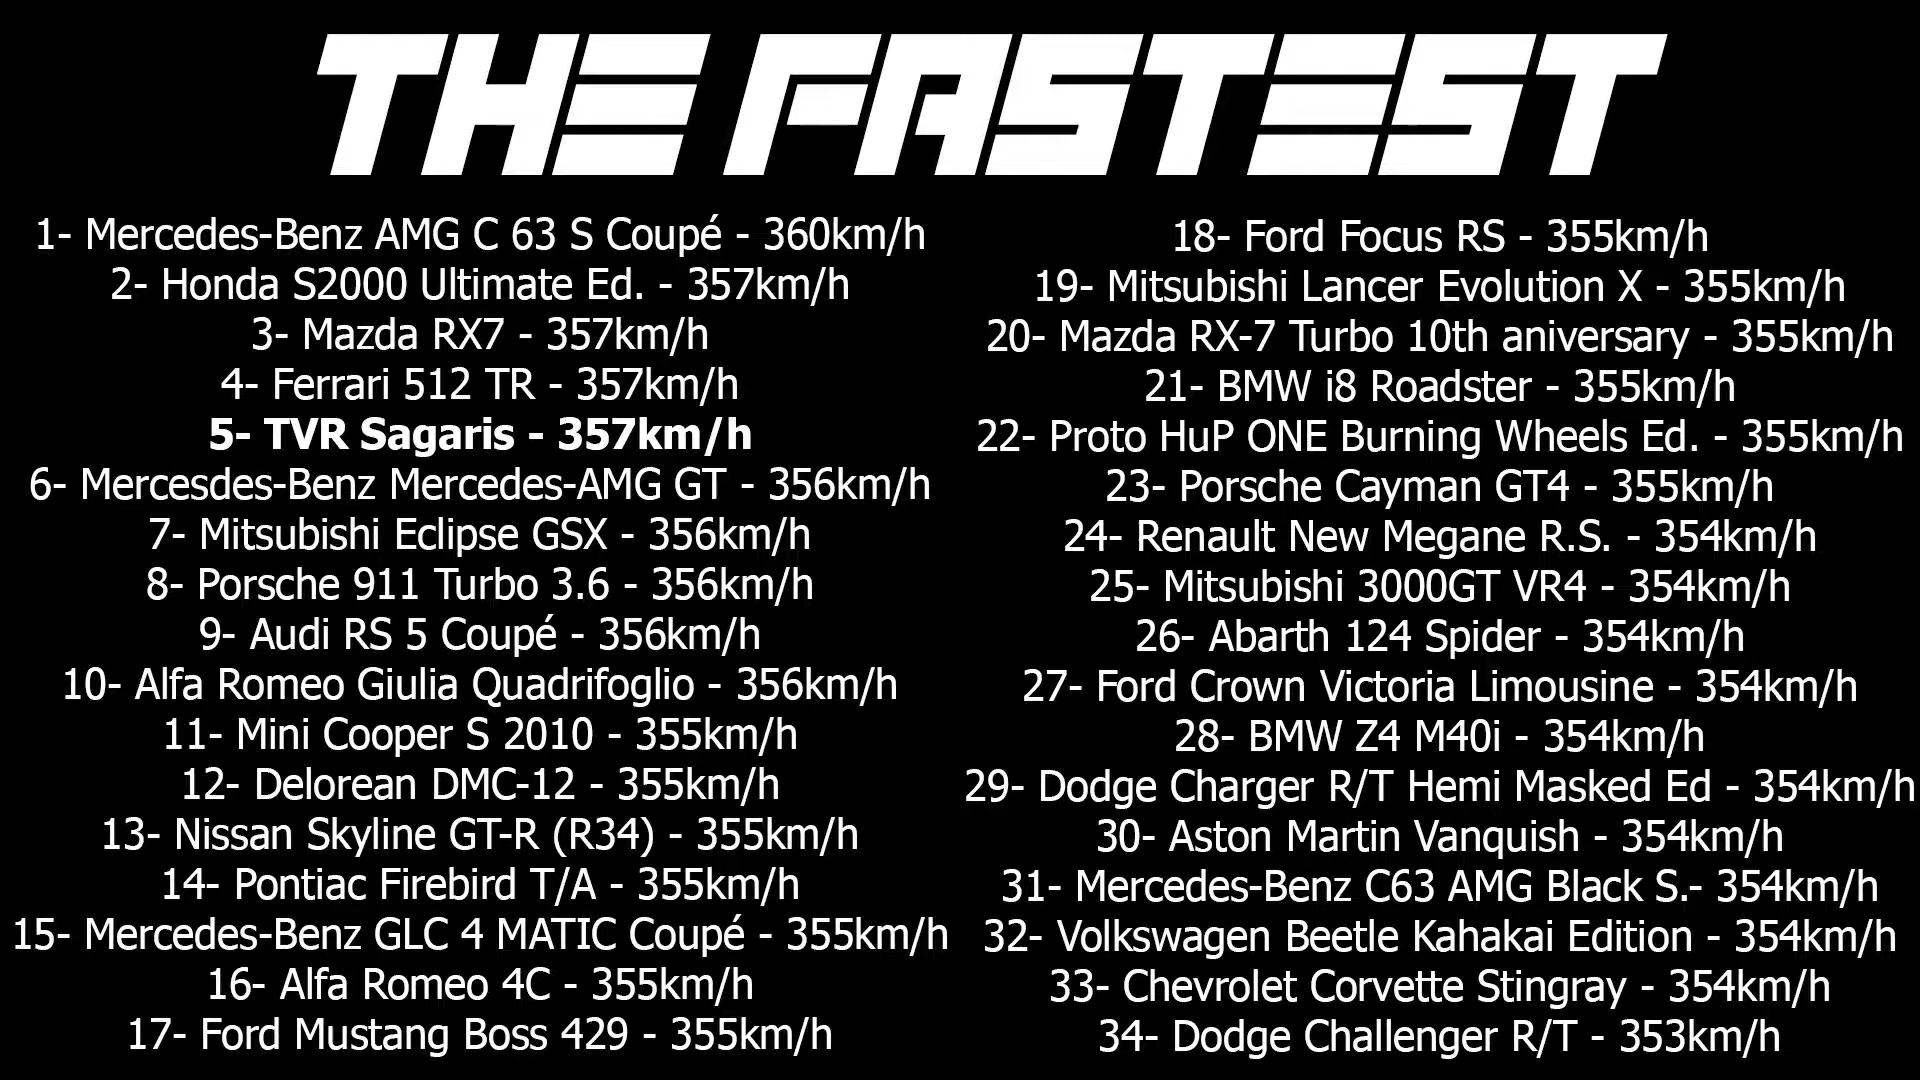 THE FASTEST
1- Mercedes-Benz AMG C 63 S Coupé - 360km/h
2- Honda S2000 Ultimate Ed. - 357km/h
3- Mazda RX7 - 357km/h
4- Ferrari 512 TR - 357km/h
5- TVR Sagaris - 357km/h
6- Mercesdes-Benz Mercedes-AMG GT - 356km/h
7- Mitsubishi Eclipse GSX - 356km/h
8- Porsche 911 Turbo 3.6 - 356km/h
9- Audi RS 5 Coupé - 356km/h
10- Alfa Romeo Giulia Quadrifoglio - 356km/h
11- Mini Cooper S 2010 - 355km/h
12- Delorean DMC-12 - 355km/h
13- Nissan Skyline GT-R (R34) - 355km/h
14- Pontiac Firebird T/A - 355km/h
15- Mercedes-Benz GLC 4 MATIC Coupé - 355km/h
16- Alfa Romeo 4C - 355km/h
17- Ford Mustang Boss 429 - 355km/h
18- Ford Focus RS - 355km/h
19- Mitsubishi Lancer Evolution X - 355km/h
20- Mazda RX-7 Turbo 10th aniversary - 355km/h
21- BMW i8 Roadster - 355km/h
22- Proto HuP ONE Burning Wheels Ed. - 355km/h
23- Porsche Cayman GT4 - 355km/h
24- Renault New Megane R.S. - 354km/h
25- Mitsubishi 3000GT VR4 - 354km/h
26- Abarth 124 Spider - 354km/h
27- Ford Crown Victoria Limousine - 354km/h
28- BMW Z4 M40i - 354km/h
29- Dodge Charger R/T Hemi Masked Ed - 354km/h
30- Aston Martin Vanquish - 354km/h
31- Mercedes-Benz C63 AMG Black S.- 354km/h
32- Volkswagen Beetle Kahakai Edition - 354km/h
33- Chevrolet Corvette Stingray - 354km/h
34- Dodge Challenger R/T - 353km/h